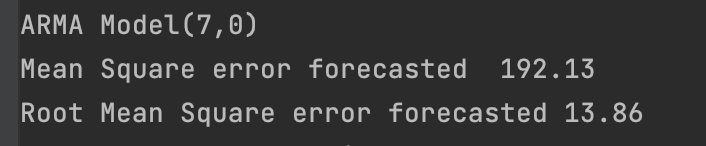 ARMA Model(7,0)
Mean Square error forecasted  192.13
Root Mean Square error forecasted 13.86